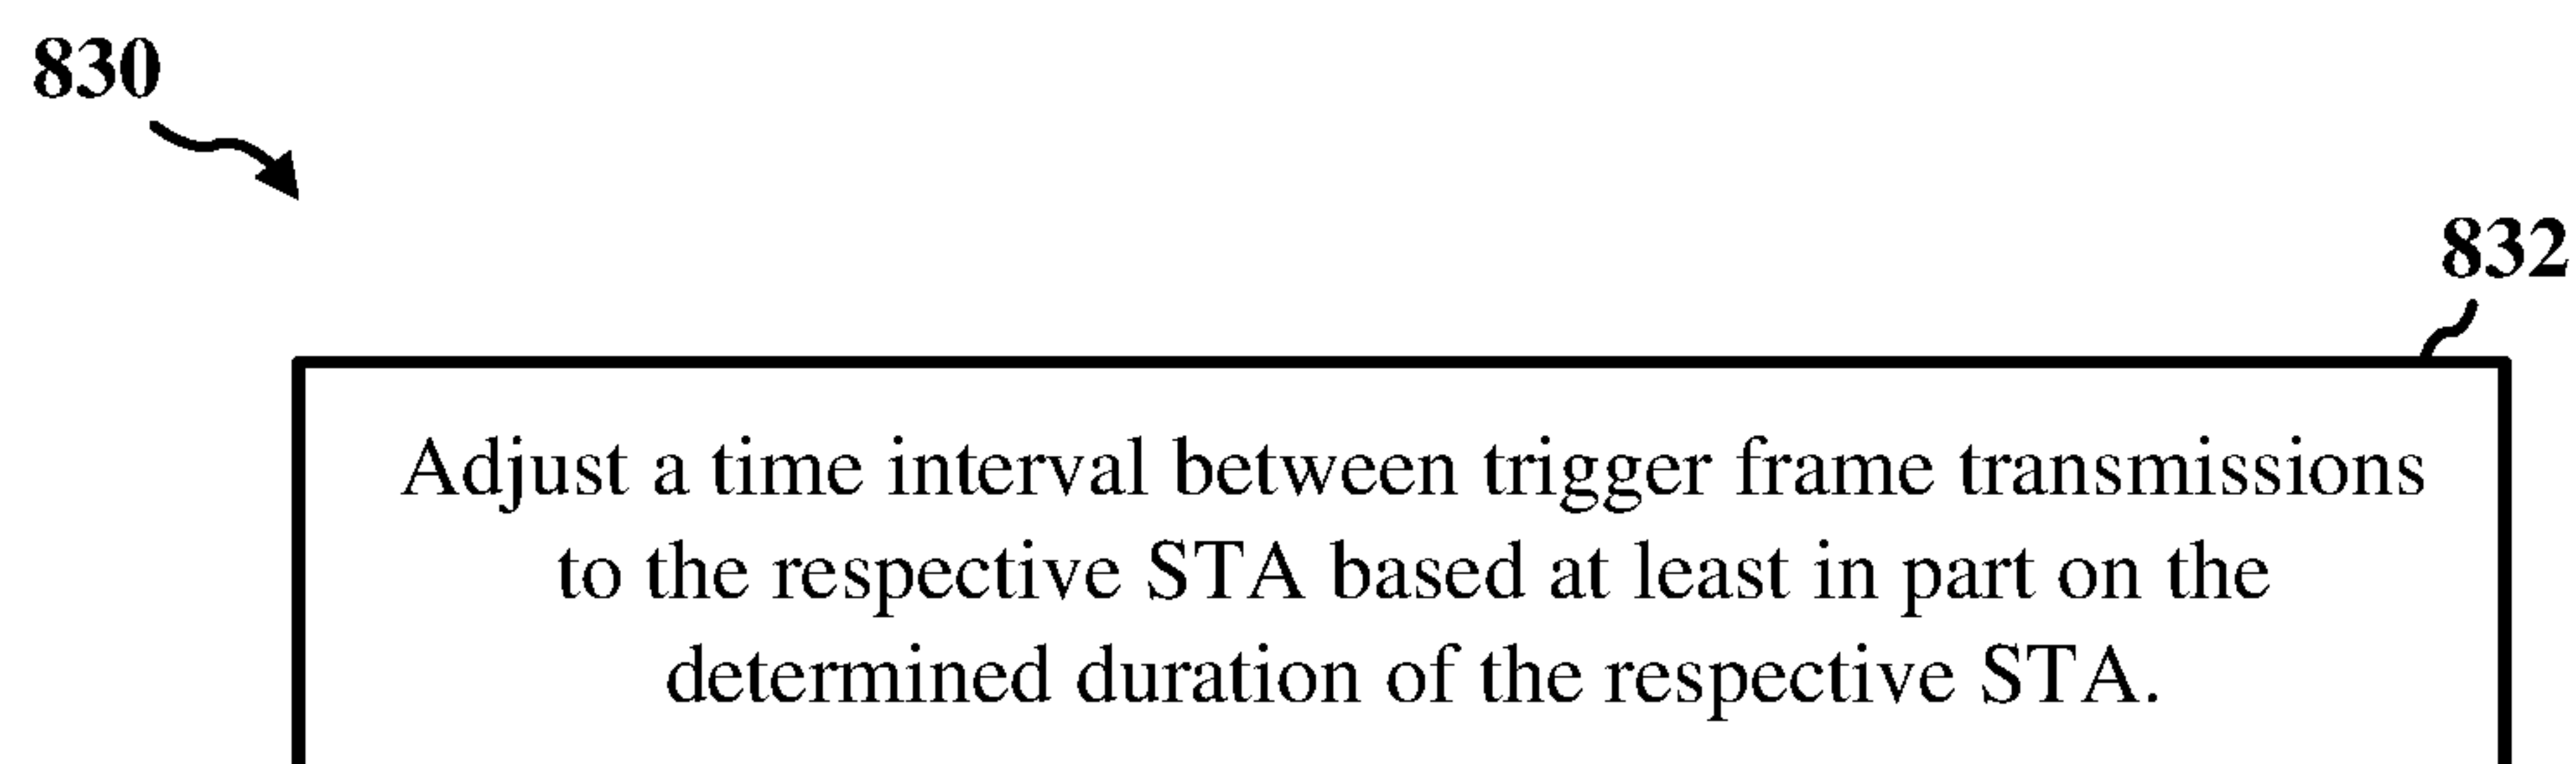 830
832
Adjust a time interval between trigger frame transmissions
to the respective STA based at least in part on the
determined duration of the respective STA.